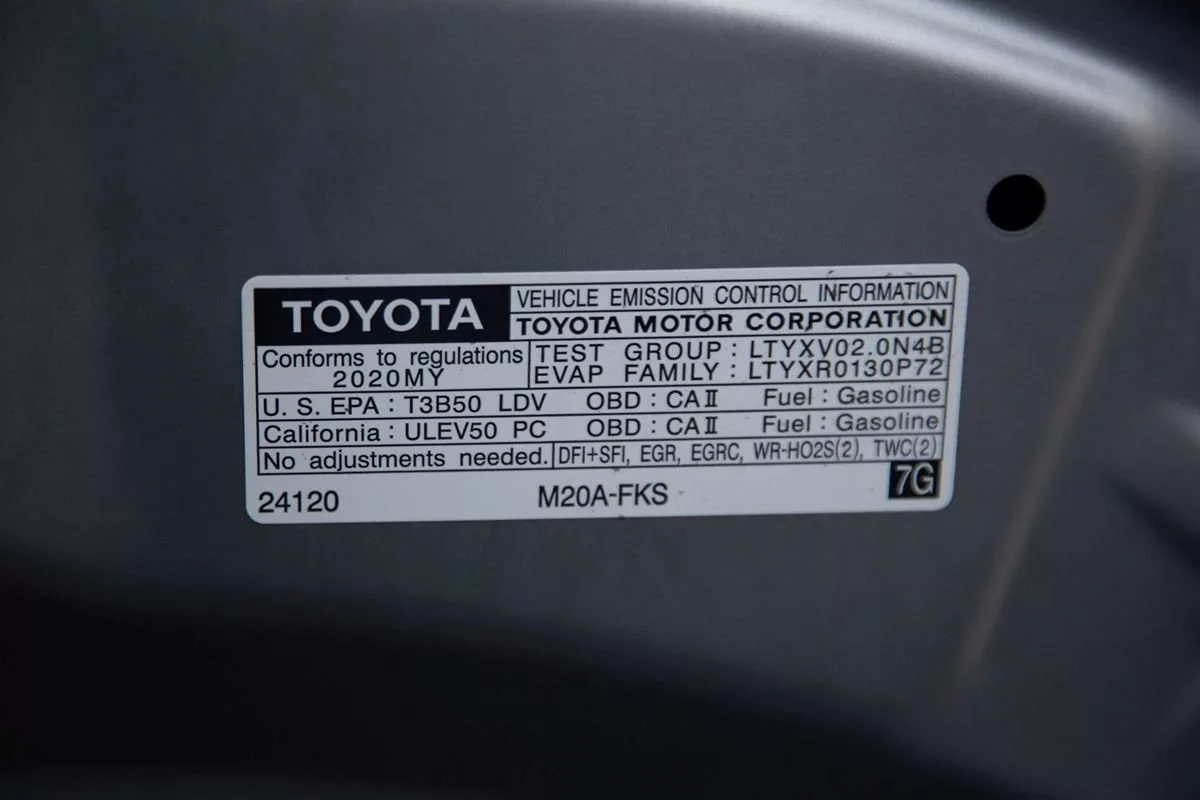 TOYOTA
VEHICLE EMISSION CONTROL INFORMATION
TOYOTA MOTOR CORPORATION
Conforms to regulations
2020MY
TEST GROUP : LTYXV02.0N4B
EVAP FAMILY : LTYXR0130P72
U. S. EPA : T3B50 LDV OBD : CAⅡ Fuel : Gasoline
California : ULEV50 PC OBD : CAⅡ Fuel : Gasoline
No adjustments needed. DFI+SFI, EGR, EGRC, WR-HO2S(2), TWC(2)
24120 M20A-FKS 7G